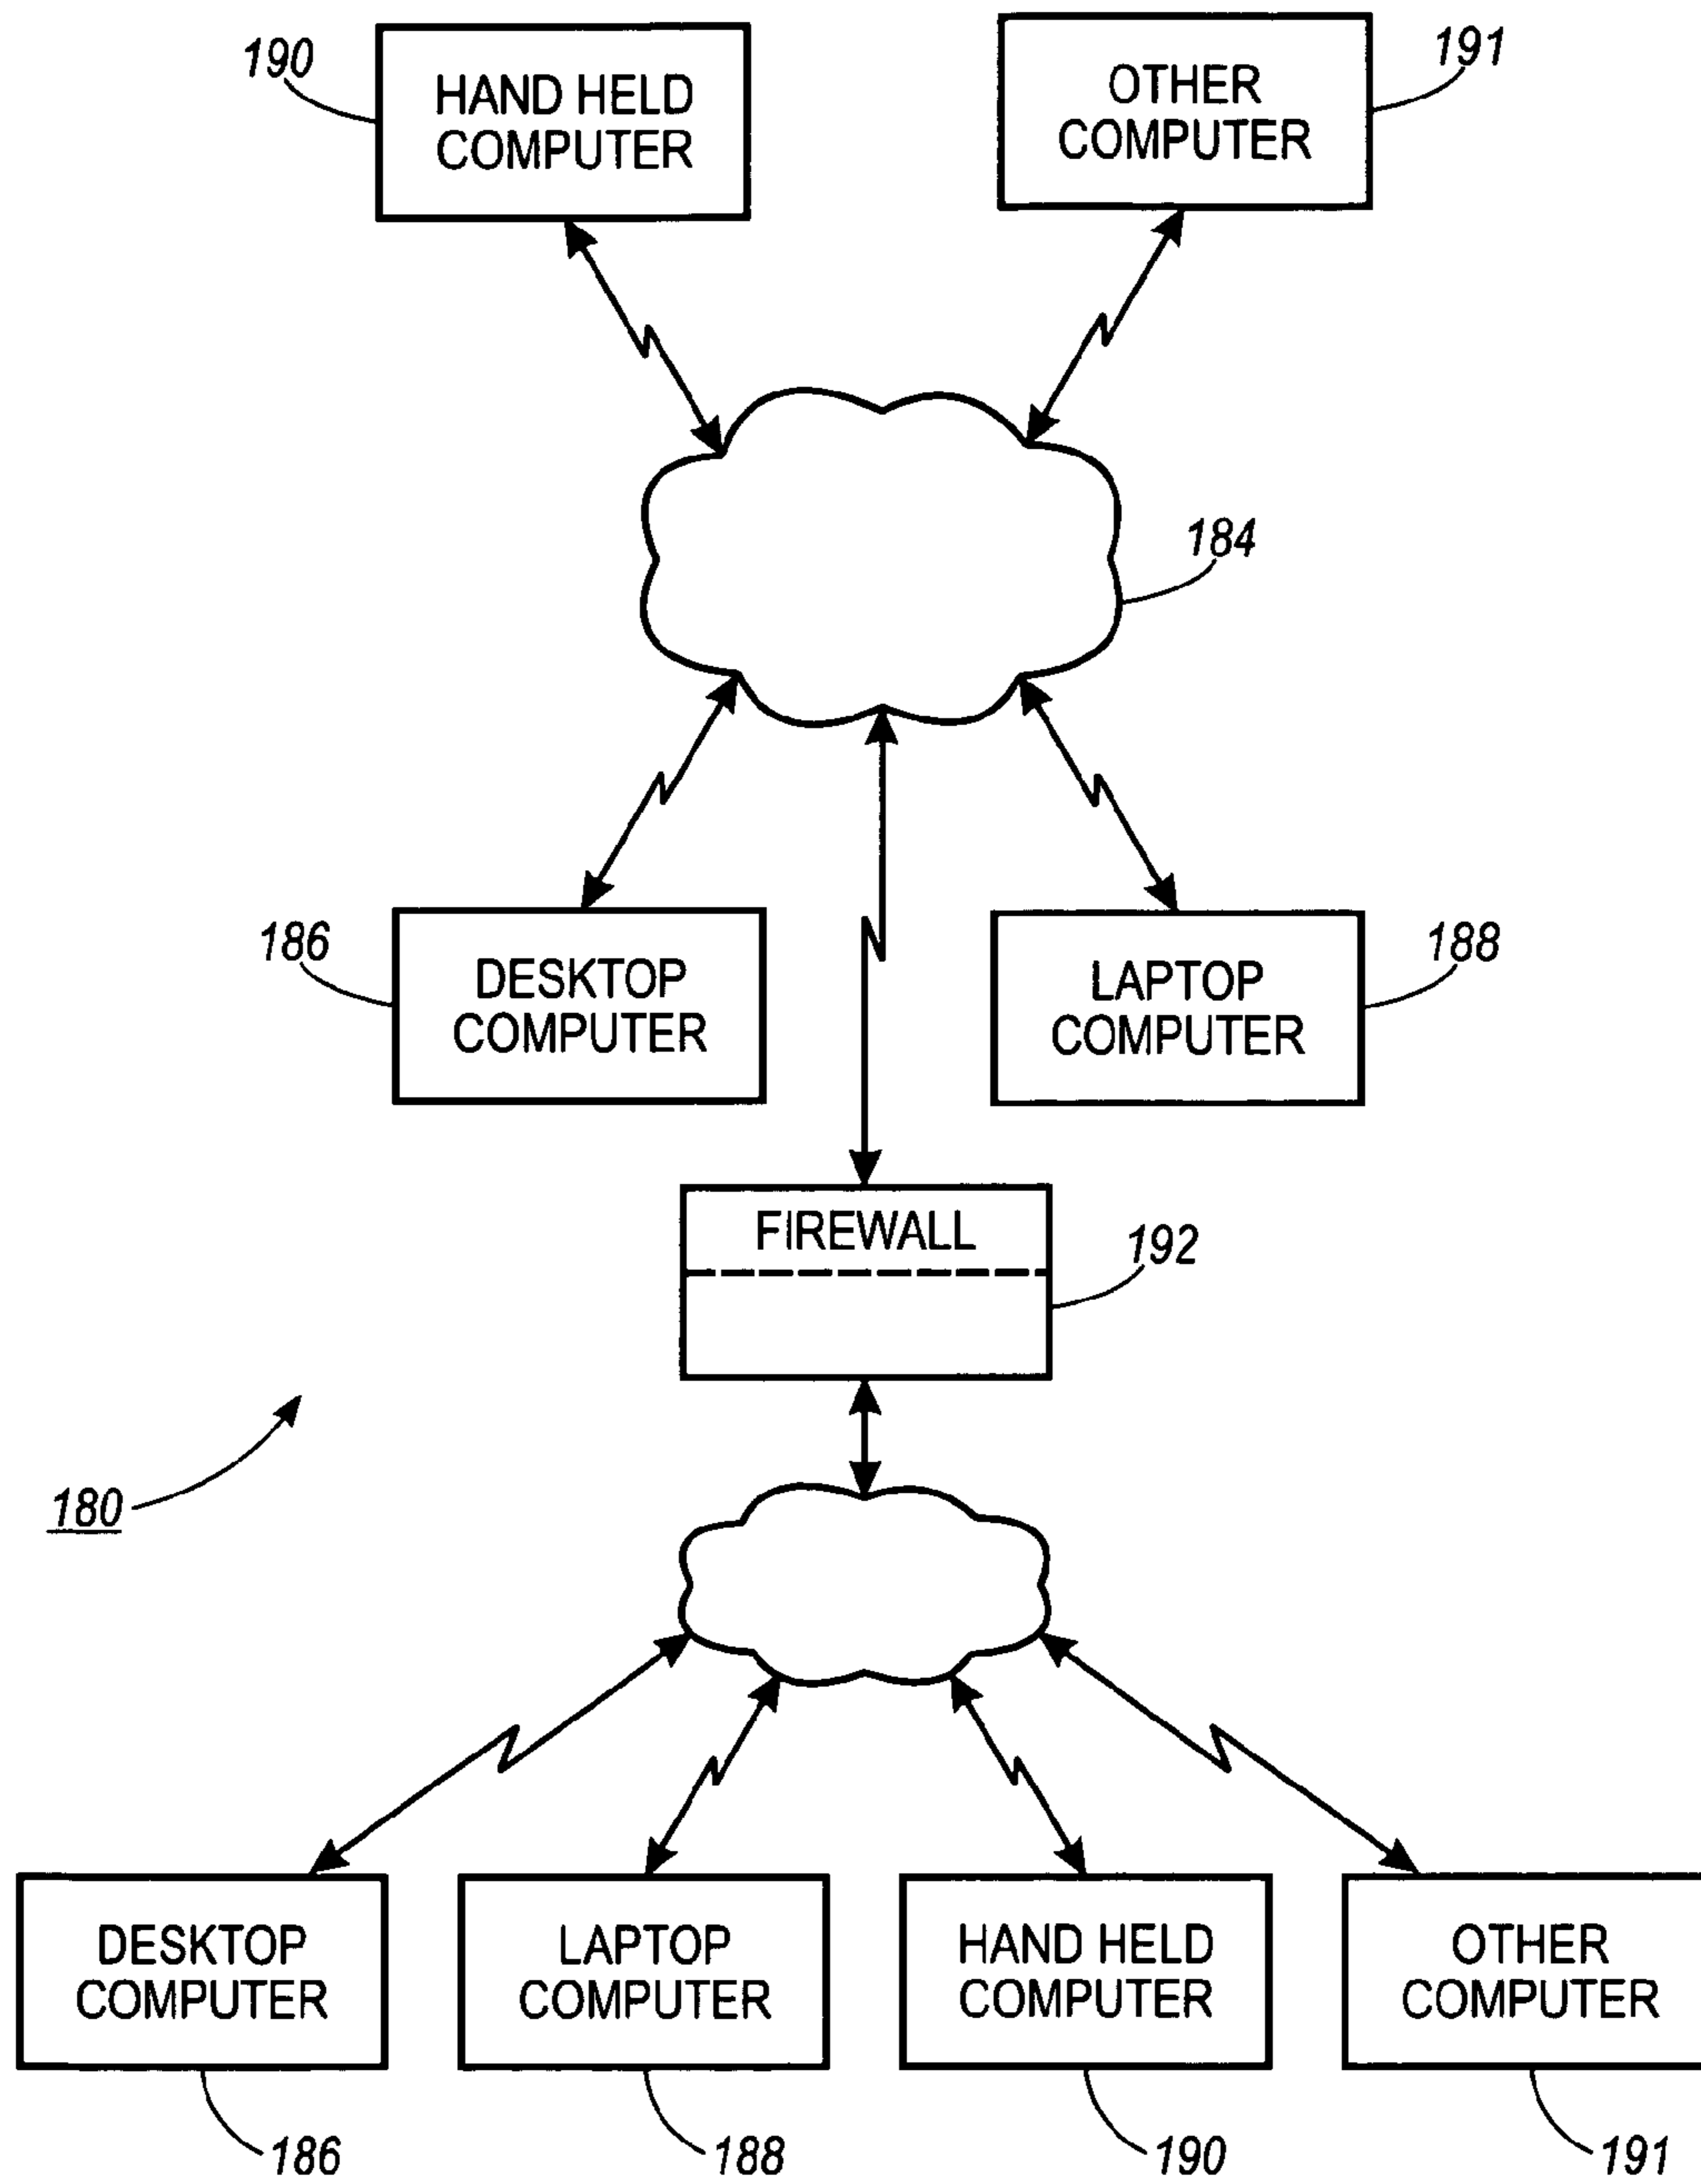 190
HAND HELD
COMPUTER
OTHER
COMPUTER
191
184
186
DESKTOP
COMPUTER
LAPTOP
COMPUTER
188
FIREWALL
192
180
DESKTOP
COMPUTER
LAPTOP
COMPUTER
HAND HELD
COMPUTER
OTHER
COMPUTER
186
188
190
191